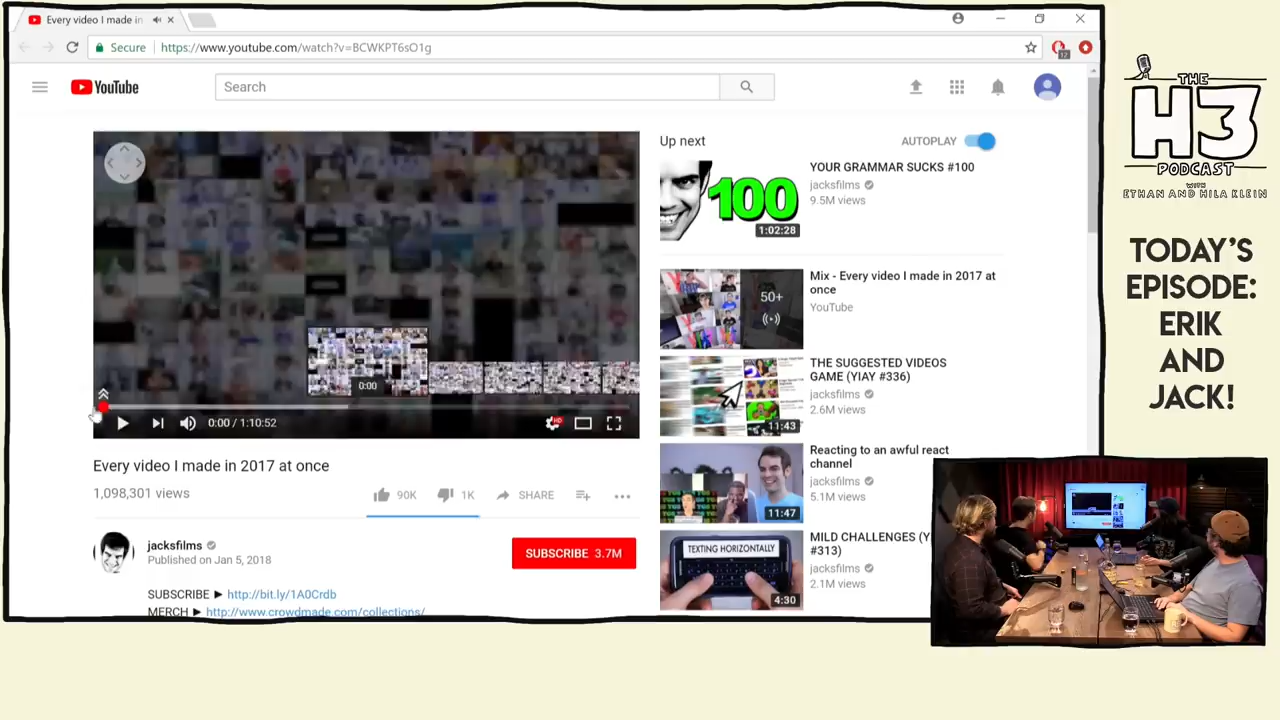 Every video I made in
Secure
https://www.youtube.com/watch?v=BCWKPT6sO1g
17
YouTube
Search
0:00
0:00 / 1:10:52
HD
Every video I made in 2017 at once
1,098,301 views
90K
1K
SHARE
jacksfilms
Published on Jan 5, 2018
SUBSCRIBE 3.7M
SUBSCRIBE ► http://bit.ly/1A0Crdb
MERCH ► http://www.crowdmade.com/collections/
Up next
AUTOPLAY
100
1:02:28
YOUR GRAMMAR SUCKS #100
jacksfilms
9.5M views
50+
Mix - Every video I made in 2017 at
once
YouTube
11:43
THE SUGGESTED VIDEOS
GAME (YIAY #336)
jacksfilms
2.6M views
11:47
Reacting to an awful react
channel
jacksfilms
5.1M views
TEXTING HORIZONTALLY
4:30
MILD CHALLENGES (Y
#313)
jacksfilms
2.1M views
THE
H3
PODCAST
WITH
ETHAN AND HILA KLEIN
TODAY'S
EPISODE:
ERIK
AND
JACK!